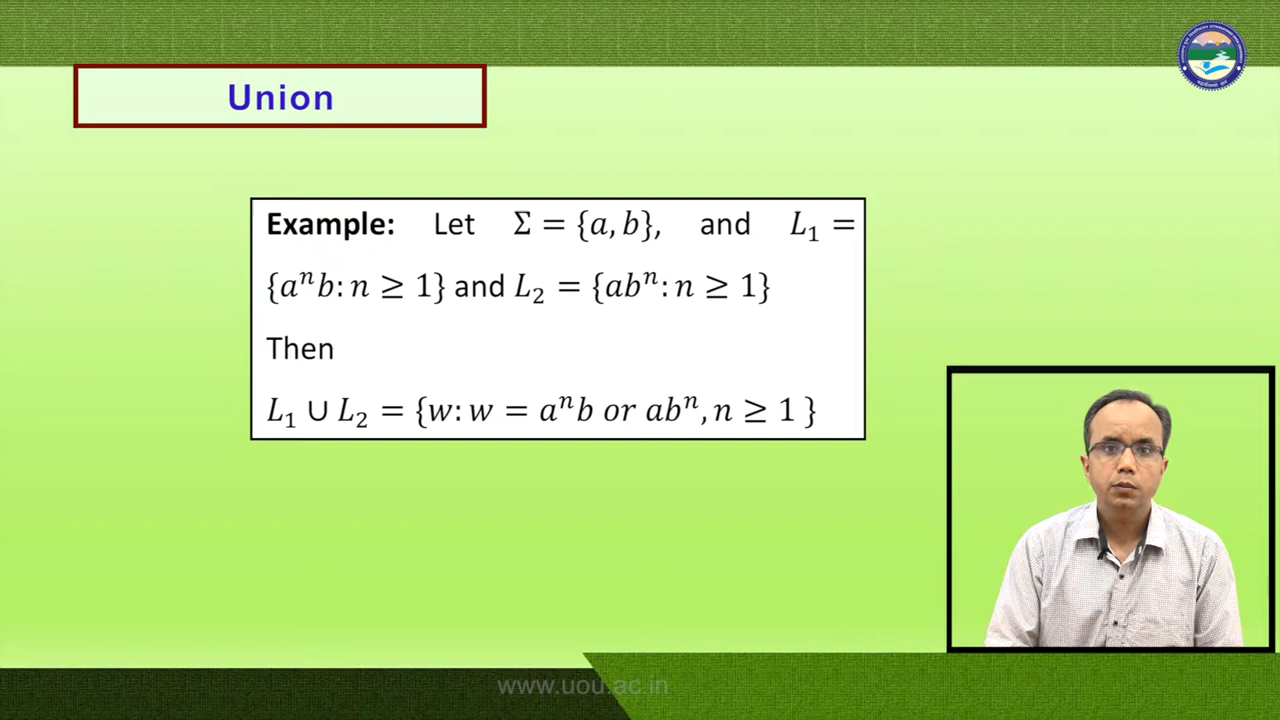 Union
Example: Let Σ = {a, b}, and L₁ =
{aⁿb: n ≥ 1} and L₂ = {abⁿ: n ≥ 1}
Then
L₁ ∪ L₂ = {w: w = aⁿb or abⁿ, n ≥ 1 }
www.uou.ac.in